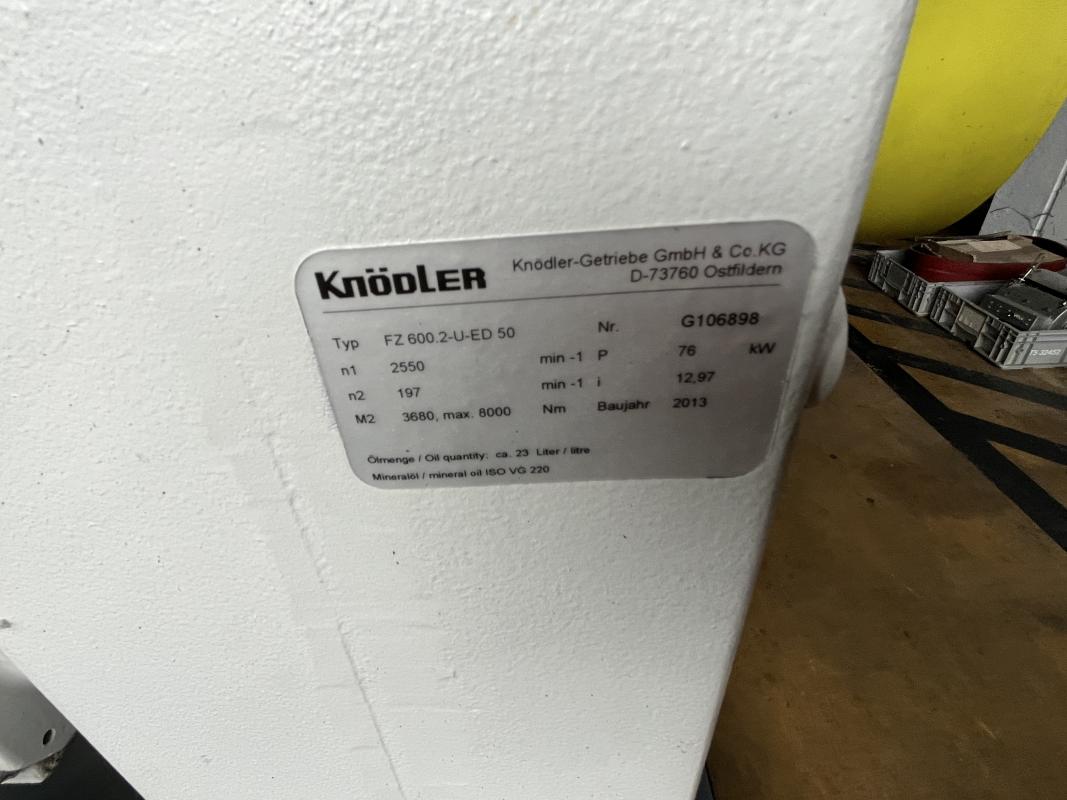 KnöDLER
Knödler-Getriebe GmbH & Co.KG
D-73760 Ostfildern
Typ FZ 600.2-U-ED 50 Nr. G106898
n1 2550 min -1 P 76 kW
n2 197 min -1 i 12,97
M2 3680, max. 8000 Nm Baujahr 2013
Ölmenge / Oil quantity: ca. 23 Liter / litre
Mineralöl / mineral oil ISO VG 220
TS 32452